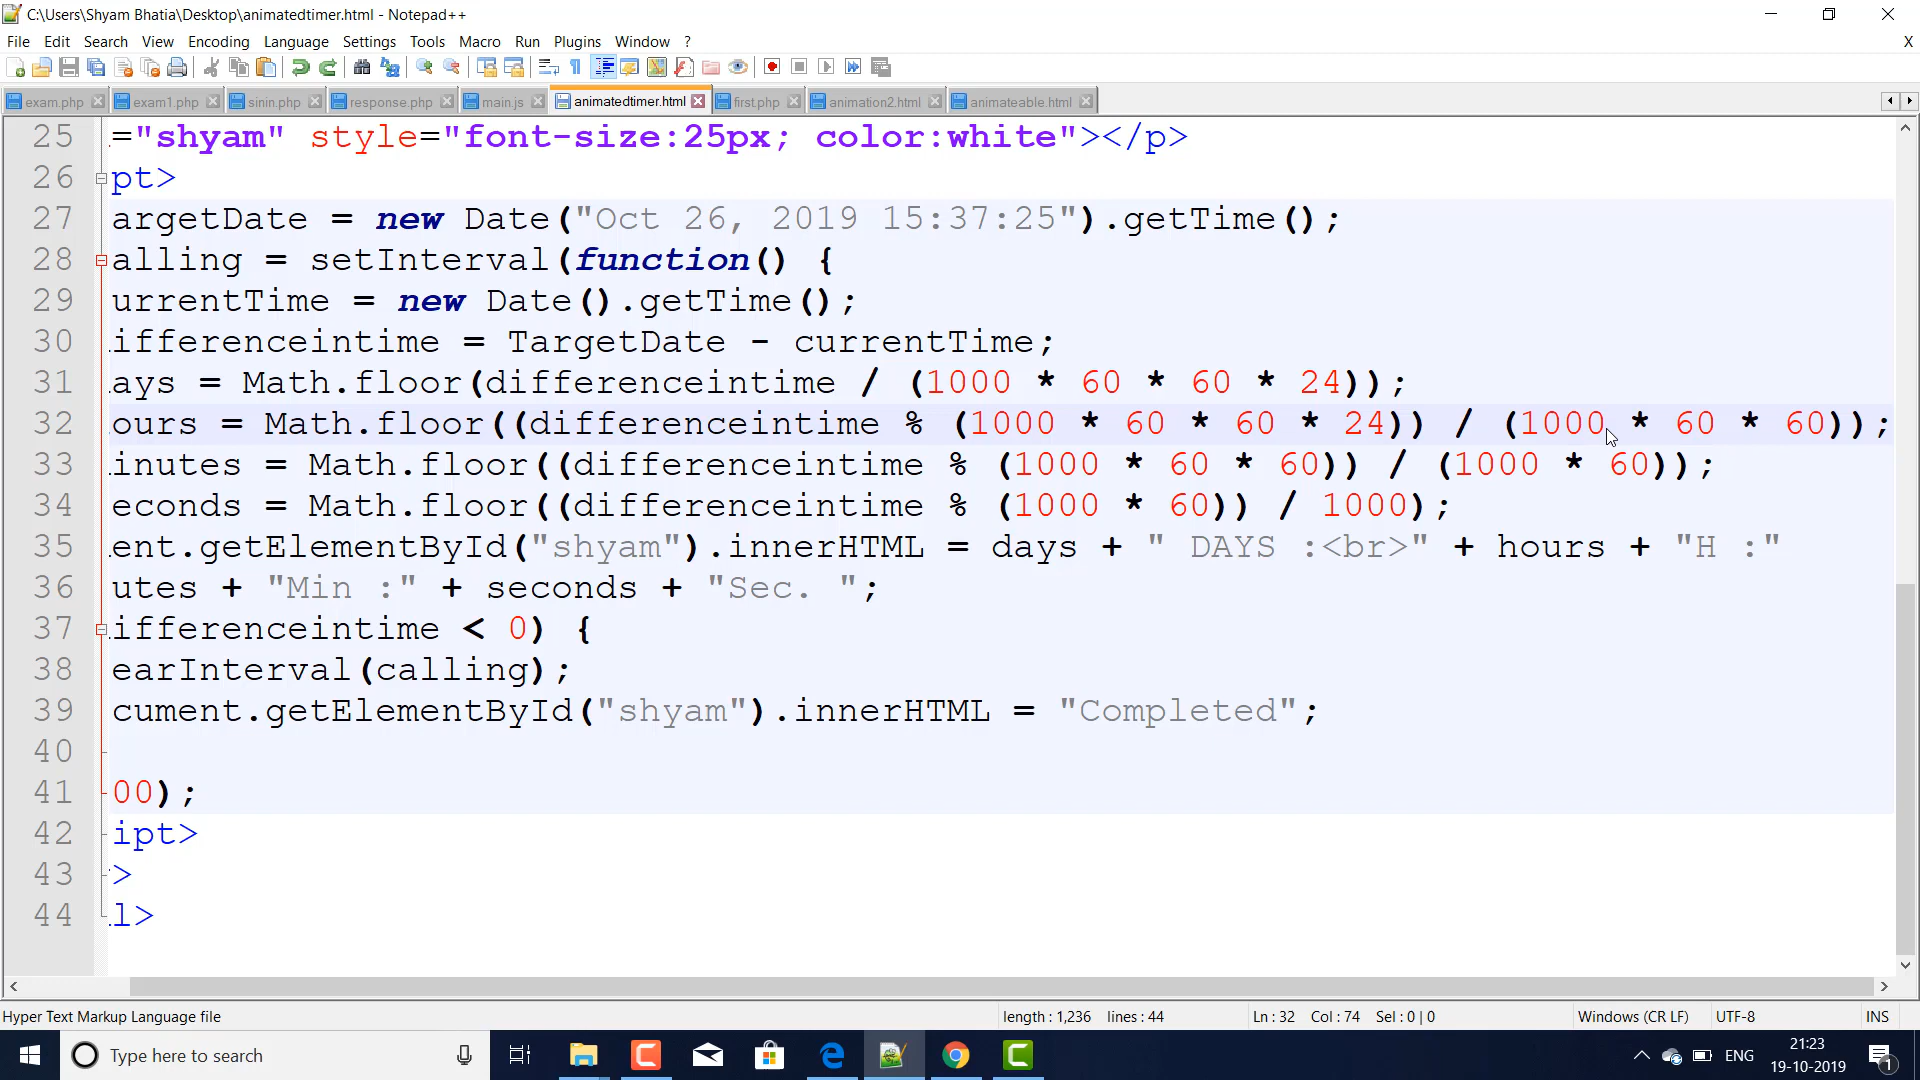 C:\Users\Shyam Bhatia\Desktop\animatedtimer.html - Notepad++
File Edit Search View Encoding Language Settings Tools Macro Run Plugins Window ? X
exam.php exam1.php sinin.php response.php main.js animatedtimer.html first.php animation2.html animateable.html
25 ="shyam" style="font-size:25px; color:white"></p>
26 pt>
27 argetDate = new Date("Oct 26, 2019 15:37:25").getTime();
28 alling = setInterval(function() {
29 urrentTime = new Date().getTime();
30 ifferenceintime = TargetDate - currentTime;
31 ays = Math.floor(differenceintime / (1000 * 60 * 60 * 24));
32 ours = Math.floor((differenceintime % (1000 * 60 * 60 * 24)) / (1000 * 60 * 60));
33 inutes = Math.floor((differenceintime % (1000 * 60 * 60)) / (1000 * 60));
34 econds = Math.floor((differenceintime % (1000 * 60)) / 1000);
35 ent.getElementById("shyam").innerHTML = days + " DAYS :<br>" + hours + "H :"
36 utes + "Min :" + seconds + "Sec. ";
37 ifferenceintime < 0) {
38 earInterval(calling);
39 cument.getElementById("shyam").innerHTML = "Completed";
40
41 00);
42 ipt>
43 >
44 l>
Hyper Text Markup Language file length : 1,236 lines : 44 Ln : 32 Col : 74 Sel : 0 | 0 Windows (CR LF) UTF-8 INS
Type here to search ENG 21:23
19-10-2019 1